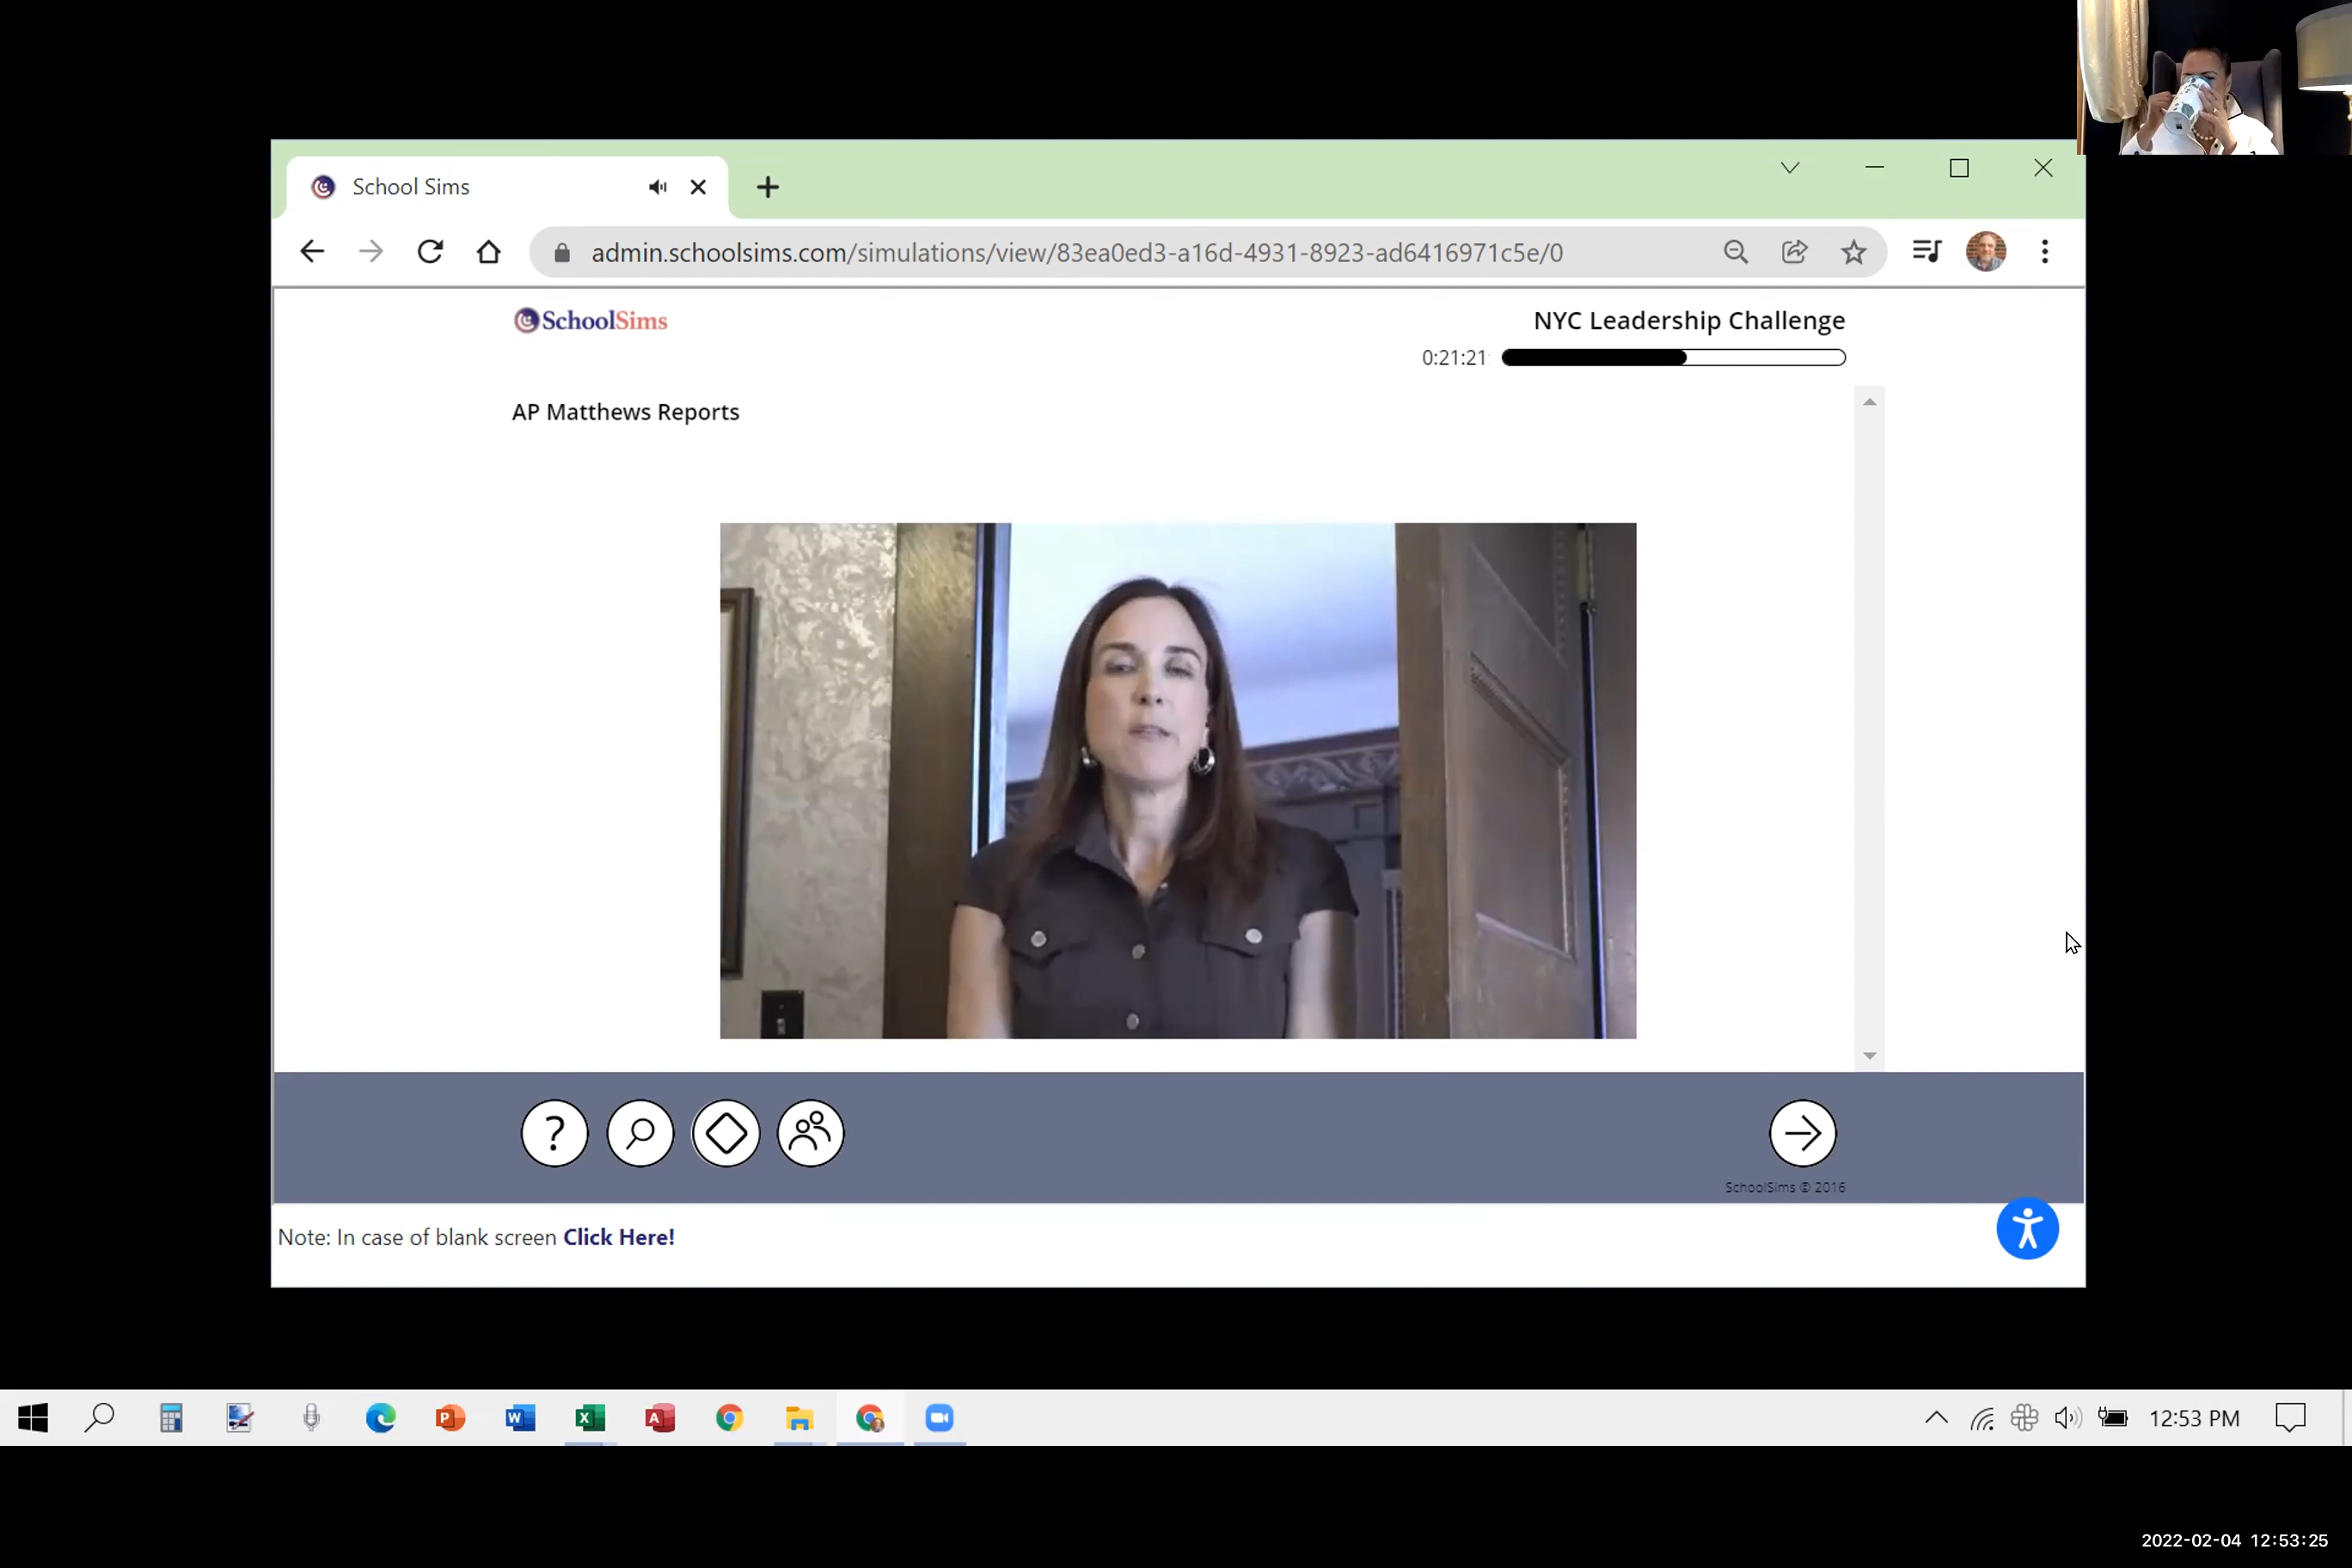 School Sims
admin.schoolsims.com/simulations/view/83ea0ed3-a16d-4931-8923-ad6416971c5e/0
SchoolSims
NYC Leadership Challenge
0:21:21
AP Matthews Reports
?
SchoolSims © 2016
Note: In case of blank screen Click Here!
P
W
X
A
12:53 PM
2022-02-04 12:53:25